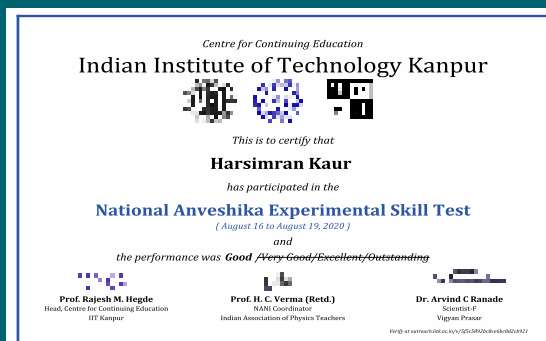 Centre for Continuing Education
Indian Institute of Technology Kanpur
This is to certify that
Harsimran Kaur
has participated in the
National Anveshika Experimental Skill Test
( August 16 to August 19, 2020 )
and
the performance was Good /Very Good/Excellent/Outstanding
Prof. Rajesh M. Hegde
Head, Centre for Continuing Education
IIT Kanpur
Prof. H. C. Verma (Retd.)
NANI Coordinator
Indian Association of Physics Teachers
Dr. Arvind C Ranade
Scientist-F
Vigyan Prasar